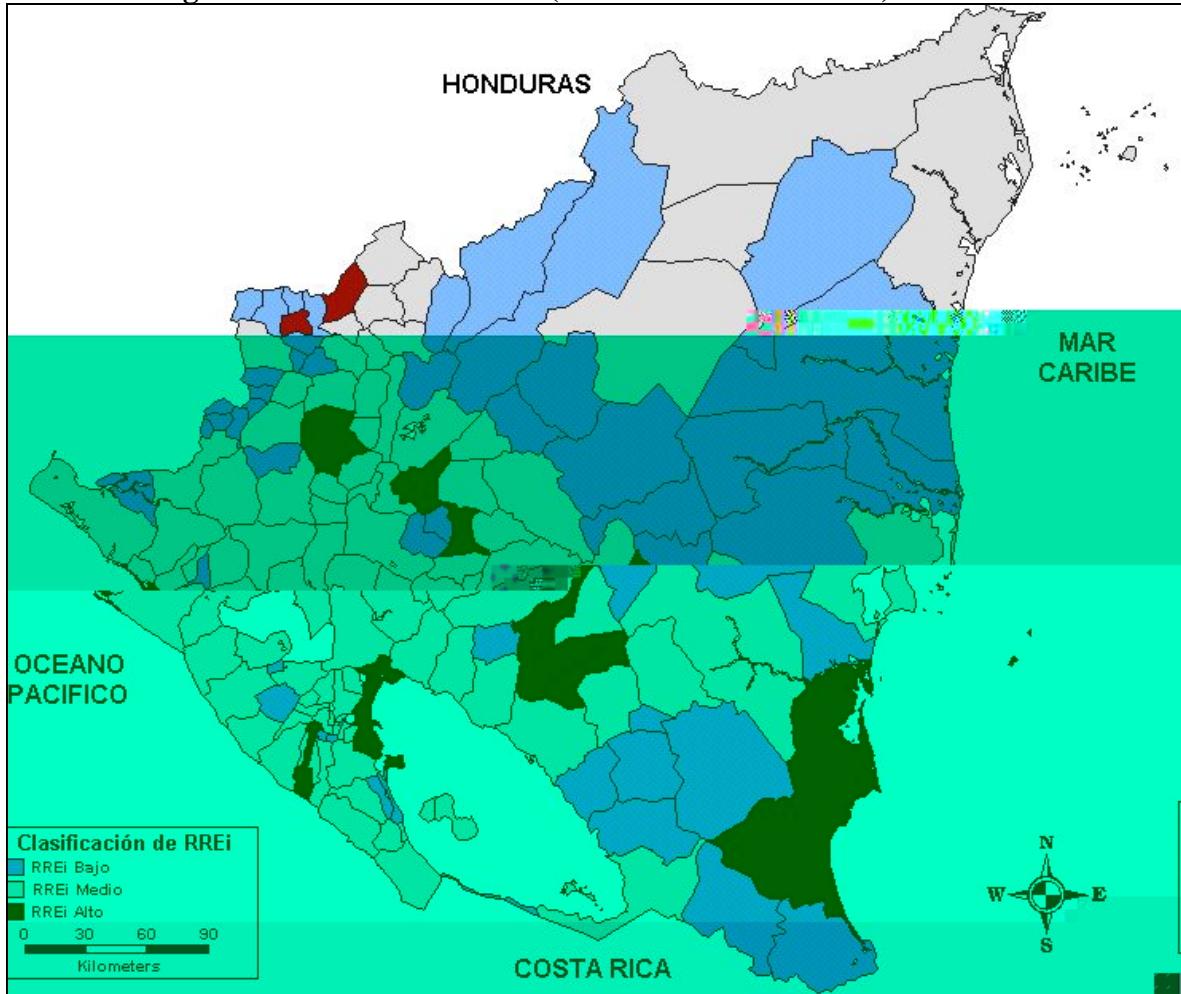 HONDURAS
MAR
CARIBE
OCEANO
PACIFICO
Clasificación de RREi
RREi Bajo
RREi Medio
RREi Alto
0 30 60 90
Kilometers
N
W E
S
COSTA RICA